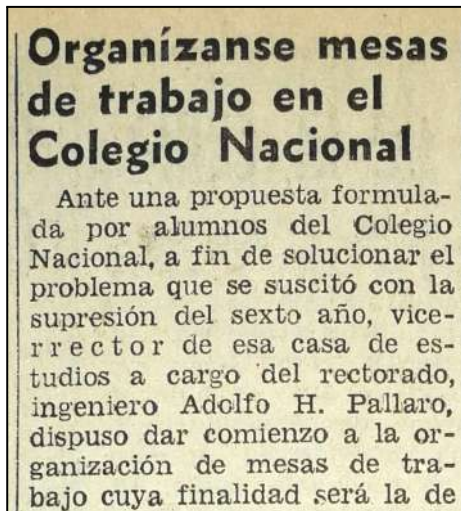 Organízanse mesas
de trabajo en el
Colegio Nacional
Ante una propuesta formula-
da por alumnos del Colegio
Nacional, a fin de solucionar el
problema que se suscitó con la
supresión del sexto año, vice-
rrector de esa casa de es-
tudios a cargo del rectorado,
ingeniero Adolfo H. Pallaro,
dispuso dar comienzo a la or-
ganización de mesas de tra-
bajo cuya finalidad será la de